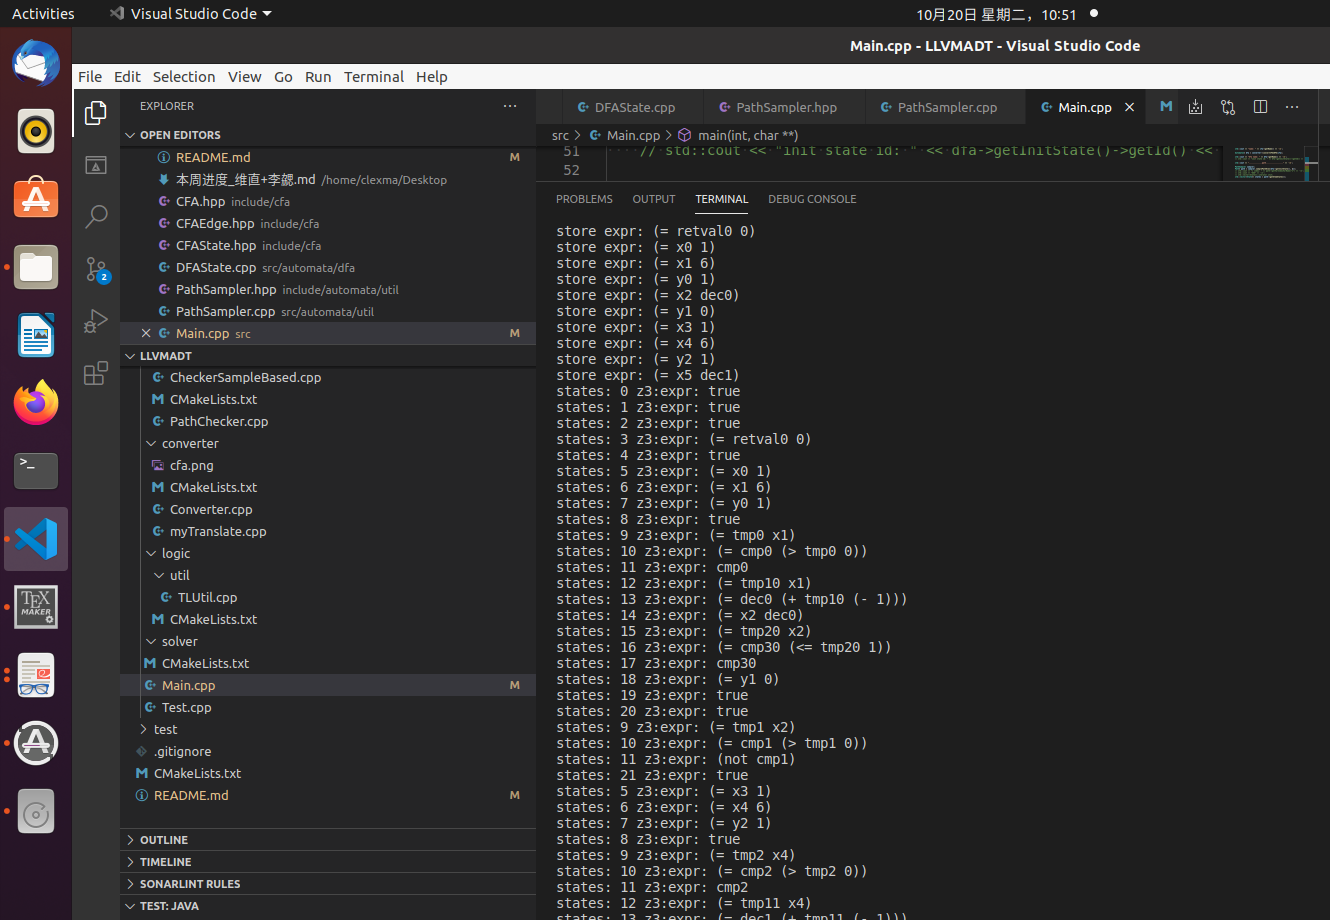 Activities
Visual Studio Code
10月20日 星期二，10:51
Main.cpp - LLVMADT - Visual Studio Code
File Edit Selection View Go Run Terminal Help
EXPLORER
OPEN EDITORS
README.md M
本周进度_维直+李勰.md /home/clexma/Desktop
CFA.hpp include/cfa
CFAEdge.hpp include/cfa
CFAState.hpp include/cfa
DFAState.cpp src/automata/dfa
PathSampler.hpp include/automata/util
PathSampler.cpp src/automata/util
Main.cpp src M
2
LLVMADT
CheckerSampleBased.cpp
CMakeLists.txt
PathChecker.cpp
converter
cfa.png
CMakeLists.txt
Converter.cpp
myTranslate.cpp
logic
util
TLUtil.cpp
CMakeLists.txt
solver
CMakeLists.txt
Main.cpp M
Test.cpp
test
.gitignore
CMakeLists.txt
README.md M
OUTLINE
TIMELINE
SONARLINT RULES
TEST: JAVA
DFAState.cpp PathSampler.hpp PathSampler.cpp Main.cpp
src > Main.cpp > main(int, char **)
51 // std::cout << "init state id: " << dfa->getInitState()->getId() <<
52
PROBLEMS OUTPUT TERMINAL DEBUG CONSOLE
store expr: (= retval0 0)
store expr: (= x0 1)
store expr: (= x1 6)
store expr: (= y0 1)
store expr: (= x2 dec0)
store expr: (= y1 0)
store expr: (= x3 1)
store expr: (= x4 6)
store expr: (= y2 1)
store expr: (= x5 dec1)
states: 0 z3:expr: true
states: 1 z3:expr: true
states: 2 z3:expr: true
states: 3 z3:expr: (= retval0 0)
states: 4 z3:expr: true
states: 5 z3:expr: (= x0 1)
states: 6 z3:expr: (= x1 6)
states: 7 z3:expr: (= y0 1)
states: 8 z3:expr: true
states: 9 z3:expr: (= tmp0 x1)
states: 10 z3:expr: (= cmp0 (> tmp0 0))
states: 11 z3:expr: cmp0
states: 12 z3:expr: (= tmp10 x1)
states: 13 z3:expr: (= dec0 (+ tmp10 (- 1)))
states: 14 z3:expr: (= x2 dec0)
states: 15 z3:expr: (= tmp20 x2)
states: 16 z3:expr: (= cmp30 (<= tmp20 1))
states: 17 z3:expr: cmp30
states: 18 z3:expr: (= y1 0)
states: 19 z3:expr: true
states: 20 z3:expr: true
states: 9 z3:expr: (= tmp1 x2)
states: 10 z3:expr: (= cmp1 (> tmp1 0))
states: 11 z3:expr: (not cmp1)
states: 21 z3:expr: true
states: 5 z3:expr: (= x3 1)
states: 6 z3:expr: (= x4 6)
states: 7 z3:expr: (= y2 1)
states: 8 z3:expr: true
states: 9 z3:expr: (= tmp2 x4)
states: 10 z3:expr: (= cmp2 (> tmp2 0))
states: 11 z3:expr: cmp2
states: 12 z3:expr: (= tmp11 x4)
states: 13 z3:expr: (= dec1 (+ tmp11 (- 1)))